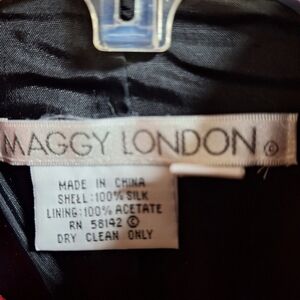 MAGGY LONDON ©
MADE IN CHINA
SHELL:100% SILK
LINING:100% ACETATE
RN 58142 ©
DRY CLEAN ONLY